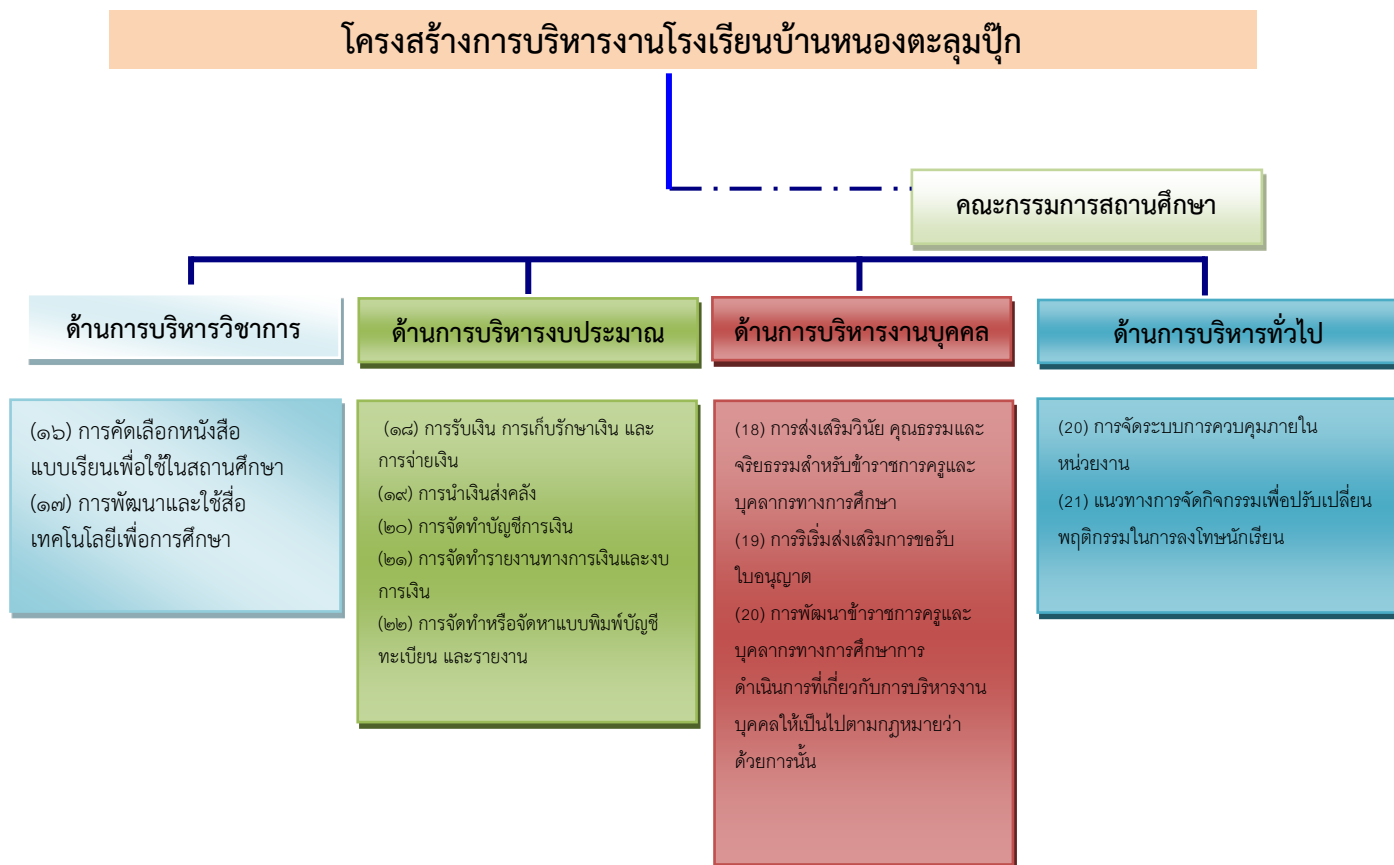 โครงสร้างการบริหารงานโรงเรียนบ้านหนองตะลุมปุ๊ก
คณะกรรมการสถานศึกษา
ด้านการบริหารวิชาการ
ด้านการบริหารงบประมาณ
ด้านการบริหารงานบุคคล
ด้านการบริหารทั่วไป
(๑๖) การคัดเลือกหนังสือ
แบบเรียนเพื่อใช้ในสถานศึกษา
(๑๗) การพัฒนาและใช้สื่อ
เทคโนโลยีเพื่อการศึกษา
(๑๘) การรับเงิน การเก็บรักษาเงิน และ
การจ่ายเงิน
(๑๙) การนำเงินส่งคลัง
(๒๐) การจัดทำบัญชีการเงิน
(๒๑) การจัดทำรายงานทางการเงินและงบ
การเงิน
(๒๒) การจัดทำหรือจัดหาแบบพิมพ์บัญชี
ทะเบียน และรายงาน
(18) การส่งเสริมวินัย คุณธรรมและ
จริยธรรมสำหรับข้าราชการครูและ
บุคลากรทางการศึกษา
(19) การริเริ่มส่งเสริมการขอรับ
ใบอนุญาต
(20) การพัฒนาข้าราชการครูและ
บุคลากรทางการศึกษาการ
ดำเนินการที่เกี่ยวกับการบริหารงาน
บุคคลให้เป็นไปตามกฎหมายว่า
ด้วยการนั้น
(20) การจัดระบบการควบคุมภายใน
หน่วยงาน
(21) แนวทางการจัดกิจกรรมเพื่อปรับเปลี่ยน
พฤติกรรมในการลงโทษนักเรียน